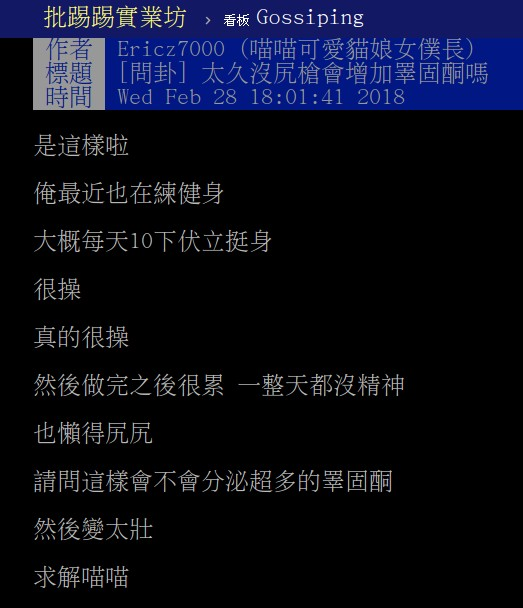 批踢踢實業坊 › 看板 Gossiping
作者 Ericz7000 (喵喵可愛貓娘女僕長)
標題 [問卦] 太久沒尻槍會增加睪固酮嗎
時間 Wed Feb 28 18:01:41 2018
是這樣啦
俺最近也在練健身
大概每天10下伏立挺身
很操
真的很操
然後做完之後很累 一整天都沒精神
也懶得尻尻
請問這樣會不會分泌超多的睪固酮
然後變太壯
求解喵喵